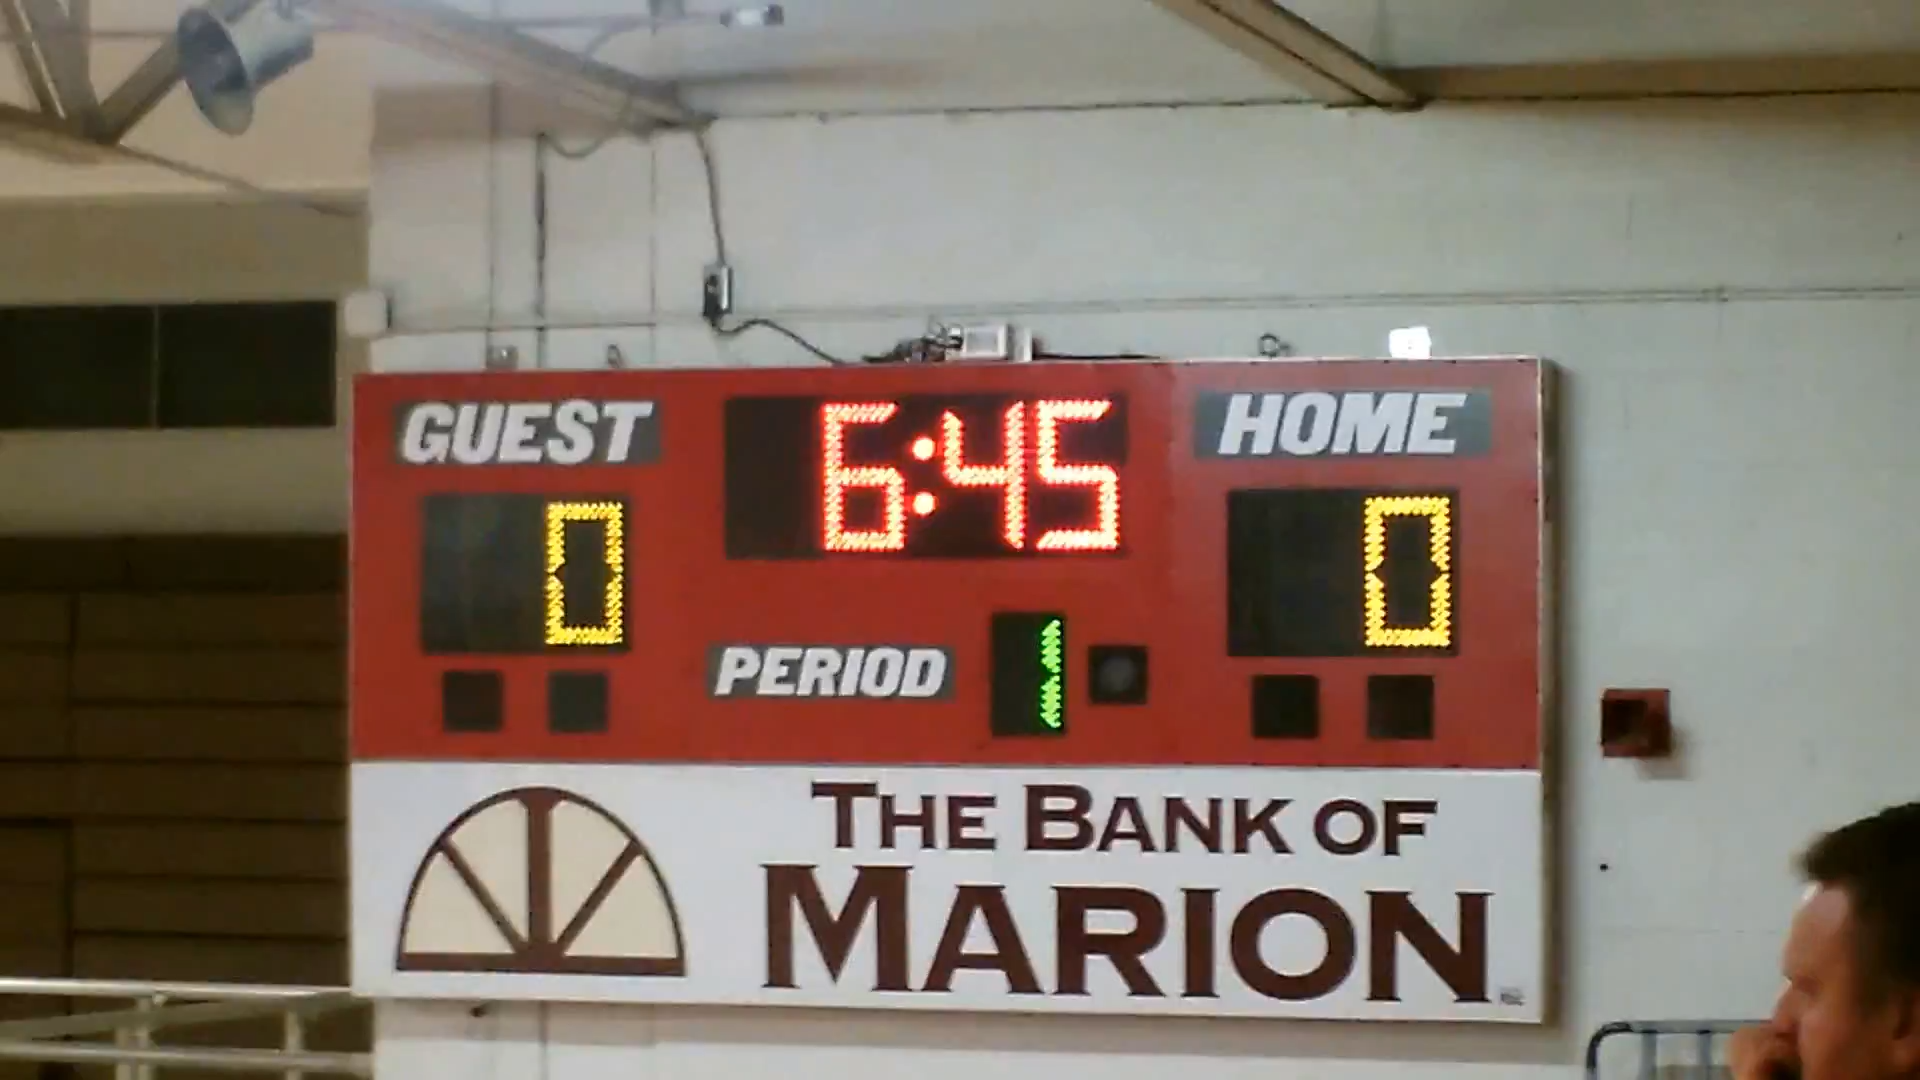 GUEST 6:45 HOME
0 0
PERIOD 1
THE BANK OF
MARION